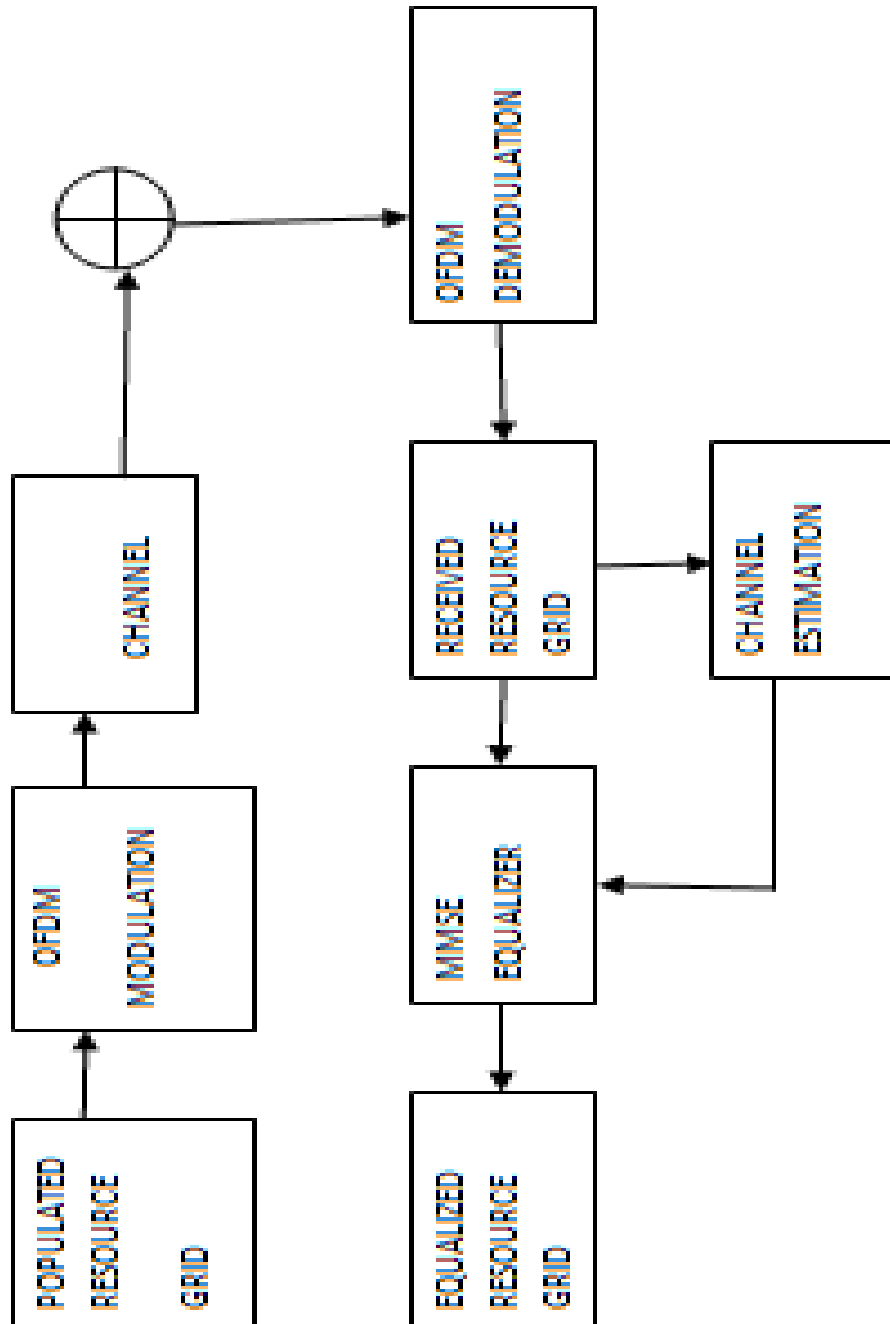 POPULATED
RESOURCE
GRID
OFDM
MODULATION
CHANNEL
OFDM
DEMODULATION
RECEIVED
RESOURCE
GRID
CHANNEL
ESTIMATION
MMSE
EQUALIZER
EQUALIZED
RESOURCE
GRID